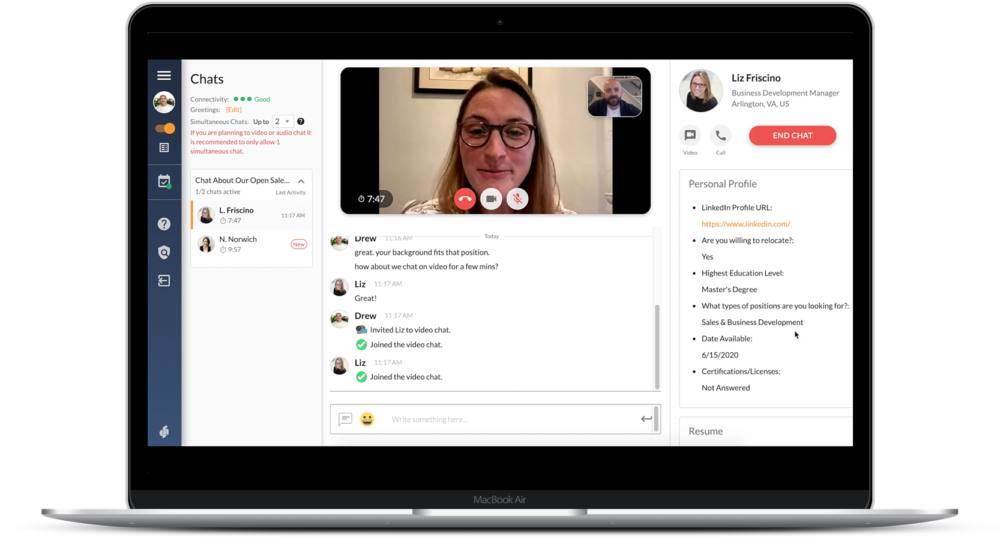 Chats
Connectivity: Good
Greetings: [Edit]
Simultaneous Chats: Up to 2
If you are planning to video or audio chat it
is recommended to only allow 1
simultaneous chat.
Chat About Our Open Sale...
1/2 chats active Last Activity
L. Friscino
7:47
11:17 AM
N. Norwich
9:57
New
7:47
Today
Drew 11:16 AM
great. your background fits that position.
how about we chat on video for a few mins?
Liz 11:17 AM
Great!
Drew 11:17 AM
Invited Liz to video chat.
Joined the video chat.
Liz 11:17 AM
Joined the video chat.
Write something here...
Liz Friscino
Business Development Manager
Arlington, VA, US
Video
Call
END CHAT
Personal Profile
LinkedIn Profile URL:
https://www.linkedin.com/
Are you willing to relocate?:
Yes
Highest Education Level:
Master's Degree
What types of positions are you looking for?:
Sales & Business Development
Date Available:
6/15/2020
Certifications/Licenses:
Not Answered
Resume
MacBook Air